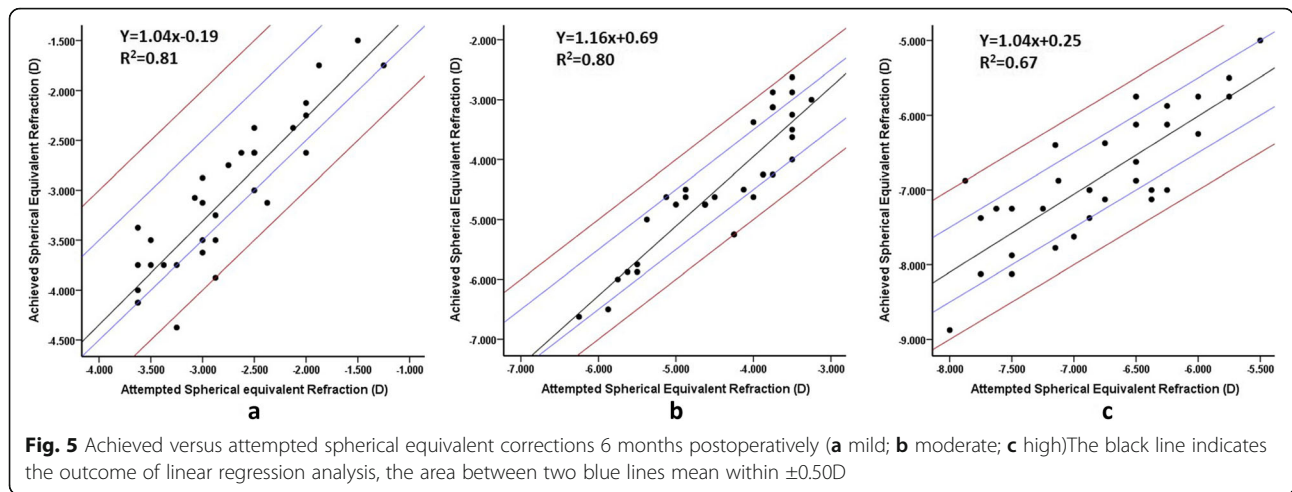 Y=1.04x-0.19
R²=0.81
Achieved Spherical Equivalent Refraction (D)
-1.500
-2.000
-2.500
-3.000
-3.500
-4.000
-4.500
-4.000 -3.500 -3.000 -2.500 -2.000 -1.500 -1.000
Attempted Spherical equivalent Refraction (D)
a
Y=1.16x+0.69
R²=0.80
Achieved Spherical Equivalent Refraction (D)
-2.000
-3.000
-4.000
-5.000
-6.000
-7.000
-7.000 -6.000 -5.000 -4.000 -3.000
Attempted Spherical Equivalent Refraction (D)
b
Y=1.04x+0.25
R²=0.67
Achieved Spherical Equivalent Refraction (D)
-5.000
-6.000
-7.000
-8.000
-9.000
-8.000 -7.500 -7.000 -6.500 -6.000 -5.500
Attempted Spherical Equivalent Refraction (D)
c
Fig. 5 Achieved versus attempted spherical equivalent corrections 6 months postoperatively (a mild; b moderate; c high)The black line indicates
the outcome of linear regression analysis, the area between two blue lines mean within ±0.50D